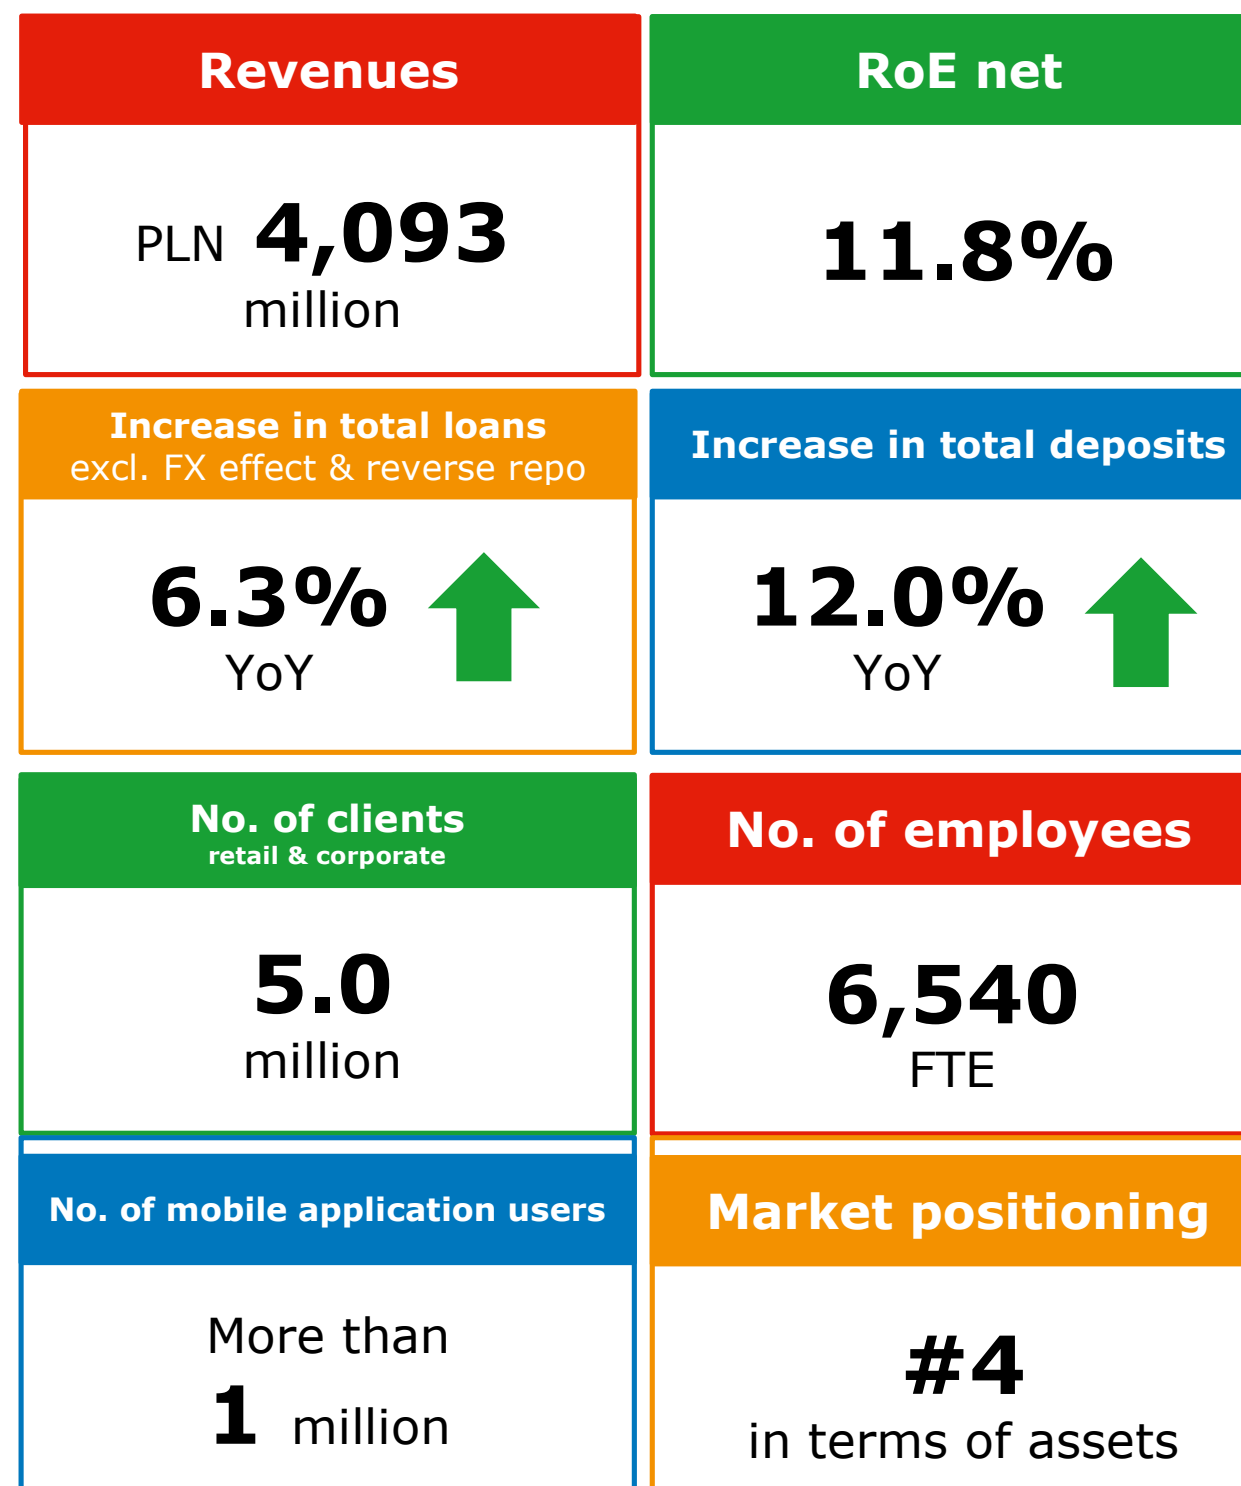 Revenues
PLN 4,093
million
RoE net
11.8%
Increase in total loans
excl. FX effect & reverse repo
6.3%
YoY
Increase in total deposits
12.0%
YoY
No. of clients
retail & corporate
5.0
million
No. of employees
6,540
FTE
No. of mobile application users
More than
1 million
Market positioning
#4
in terms of assets